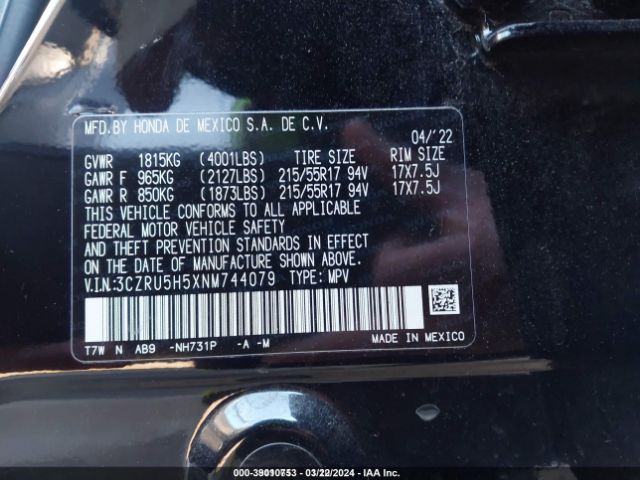 MFD.BY HONDA DE MEXICO S.A. DE C.V.
04/'22
GVWR 1815KG (4001LBS) TIRE SIZE RIM SIZE
GAWR F 965KG (2127LBS) 215/55R17 94V 17X7.5J
GAWR R 850KG (1873LBS) 215/55R17 94V 17X7.5J
THIS VEHICLE CONFORMS TO ALL APPLICABLE
FEDERAL MOTOR VEHICLE SAFETY
AND THEFT PREVENTION STANDARDS IN EFFECT
ON THE DATE OF MANUFACTURE SHOWN ABOVE.
V.I.N:3CZRU5H5XNM744079 TYPE: MPV
T7W N AB9 -NH731P -A -M MADE IN MEXICO
000-39010753 - 03/22/2024 - IAA Inc.